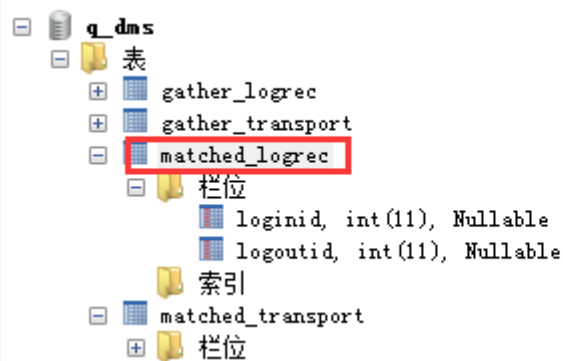 q_dms
表
gather_logrec
gather_transport
matched_logrec
栏位
loginid, int(11), Nullable
logoutid, int(11), Nullable
索引
matched_transport
栏位